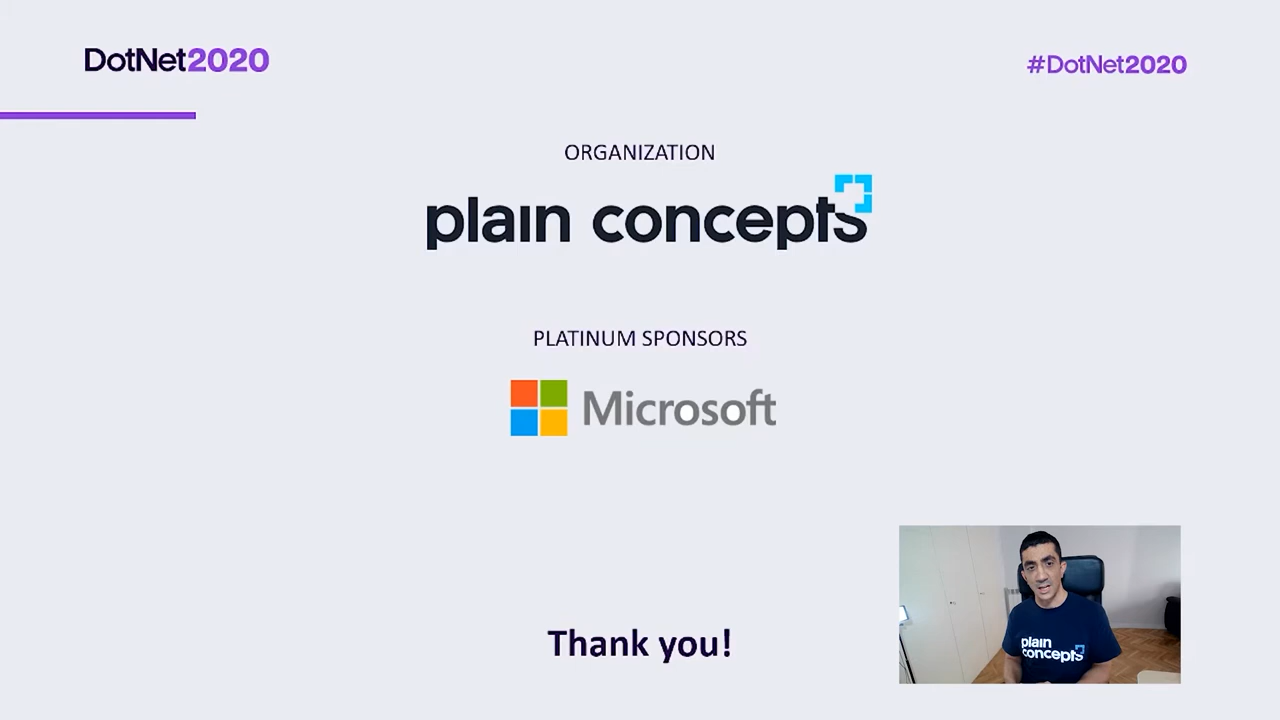 DotNet2020
#DotNet2020
ORGANIZATION
plain concepts
PLATINUM SPONSORS
Microsoft
Thank you!
plain
concepts